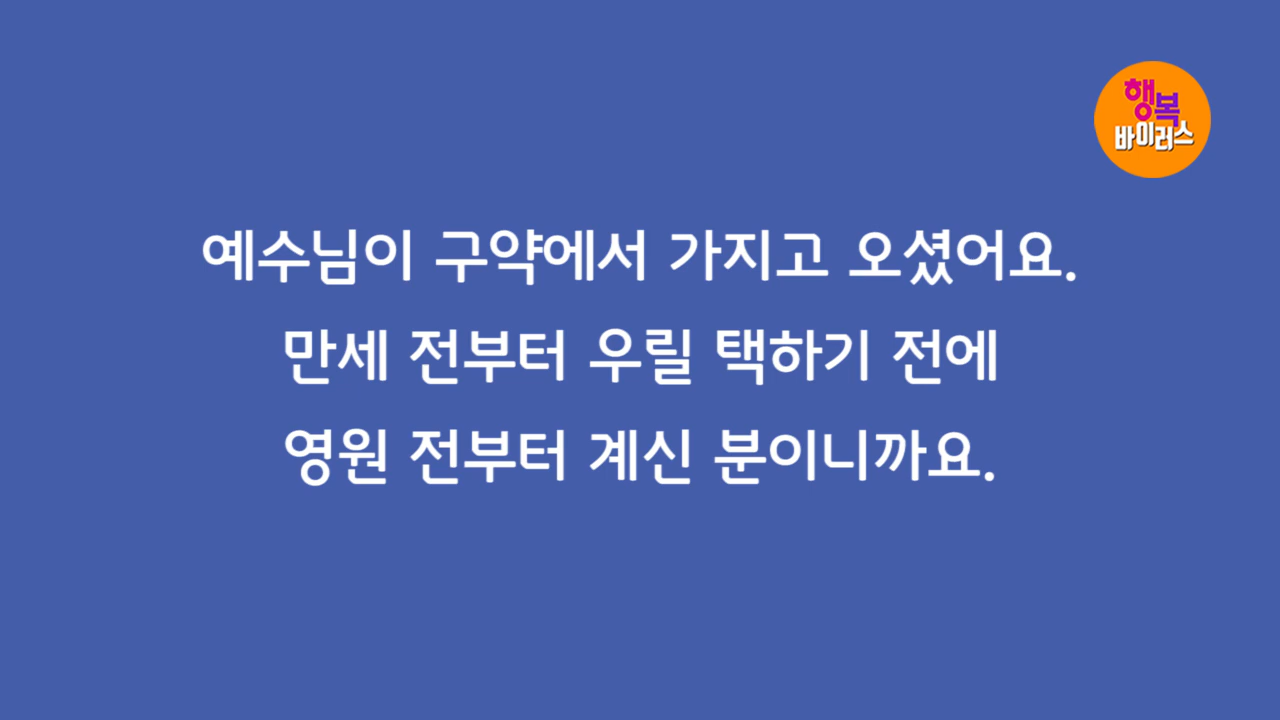 행복
바이러스
예수님이 구약에서 가지고 오셨어요.
만세 전부터 우릴 택하기 전에
영원 전부터 계신 분이니까요.